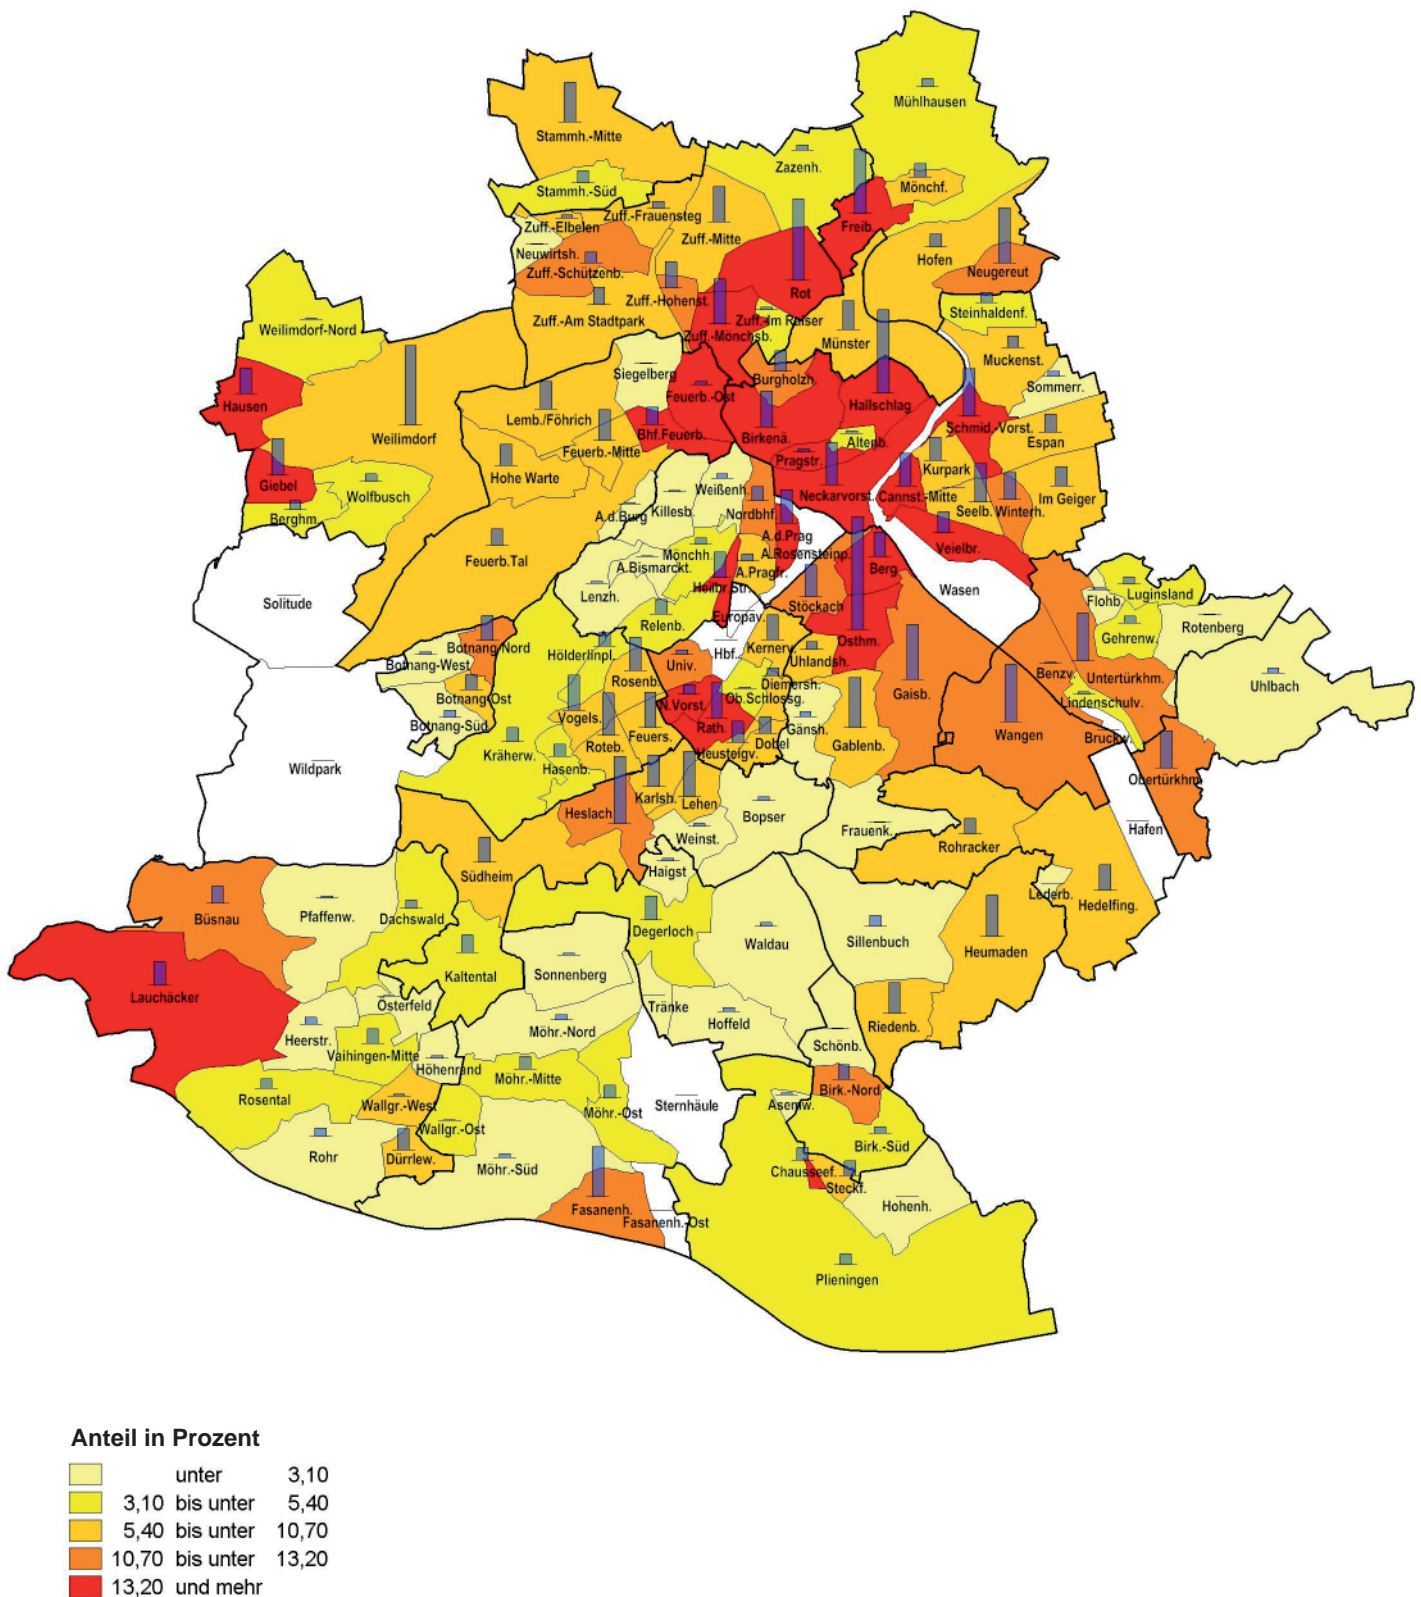 Mühlhausen
Stammh.-Mitte
Zazenh.
Stammh.-Süd
Mönchf.
Zuff.-Frauensteg
Zuff.-Elbelen
Freib.
Zuff.-Mitte
Neuwirtsh.
Hofen
Zuff.-Schützenb.
Neugereut
Rot
Zuff.-Hohenst.
Steinhaldenf.
Zuff.-Am Stadtpark
Zuff.-Im Raiser
Weilimdorf-Nord
Zuff.-Mönchsb.
Münster
Muckenst.
Siegelberg
Burgholzh.
Sommerr.
Feuerb.-Ost
Hausen
Hallschlag
Lemb./Föhrich
Schmid.-Vorst.
Weilimdorf
Bhf.Feuerb.
Birkenä.
Altenb.
Espan
Feuerb.-Mitte
Pragstr.
Kurpark
Hohe Warte
Giebel
Weißenh.
Wolfbusch
Neckarvorst.
Cannst.-Mitte
Im Geiger
Killesb.
Nordbhf.
Seelb.
Winterh.
Berghm.
A.d.Burg
A.d.Prag
Veielbr.
Mönchh.
A.Rosensteinp.
Feuerb.Tal
A.Bismarckt.
A.Pragfr.
Berg
Heilbr.Str.
Wasen
Luginsland
Lenzh.
Flohb.
Solitude
Stöckach
Europav.
Relenb.
Rotenberg
Gehrenw.
Osthm.
Botnang-Nord
Kernerv.
Hölderlinpl.
Hbf.
Uhlandsh.
Botnang-West
Univ.
Benzv.
Untertürkhm.
Rosenb.
Diemersh.
Uhlbach
Botnang-Ost
Gaisb.
Ob.Schlossg.
Lindenschulv.
N.Vorst.
Vogels.
Botnang-Süd
Rath.
Gänsh.
Feuers.
Wangen
Bruckw.
Dobel
Roteb.
Gablenb.
Kräherw.
Heusteigv.
Hasenb.
Wildpark
Obertürkhm.
Karlsh.
Lehen
Heslach
Bopser
Hafen
Frauenk.
Weinst.
Rohracker
Haigst
Südheim
Lederb.
Hedelfing.
Pfaffenw.
Büsnau
Dachswald
Degerloch
Waldau
Sillenbuch
Heumaden
Kaltental
Sonnenberg
Lauchäcker
Österfeld
Tränke
Hoffeld
Riedenb.
Möhr.-Nord
Heerstr.
Schönb.
Vaihingen-Mitte
Höhenrand
Möhr.-Mitte
Birk.-Nord
Rosental
Wallgr.-West
Asemw.
Sternhäule
Möhr.-Ost
Wallgr.-Ost
Birk.-Süd
Rohr
Dürrlew.
Möhr.-Süd
Chausseef.
Steckf.
Hohenh.
Fasanenh.
Fasanenh.-Ost
Plieningen
Anteil in Prozent
unter 3,10
3,10 bis unter 5,40
5,40 bis unter 10,70
10,70 bis unter 13,20
13,20 und mehr